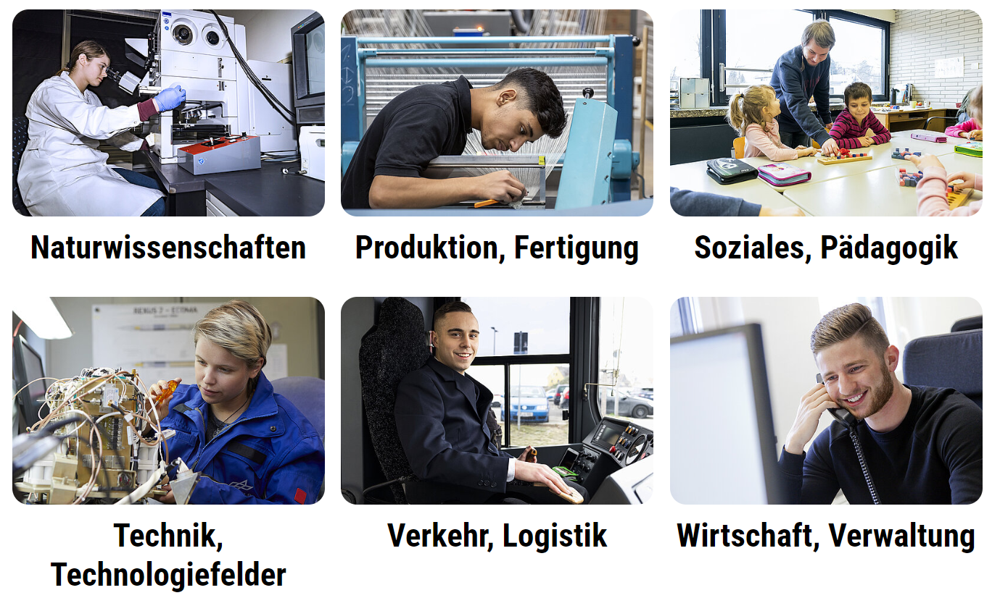 Naturwissenschaften
Produktion, Fertigung
Soziales, Pädagogik
Technik,
Technologiefelder
Verkehr, Logistik
Wirtschaft, Verwaltung